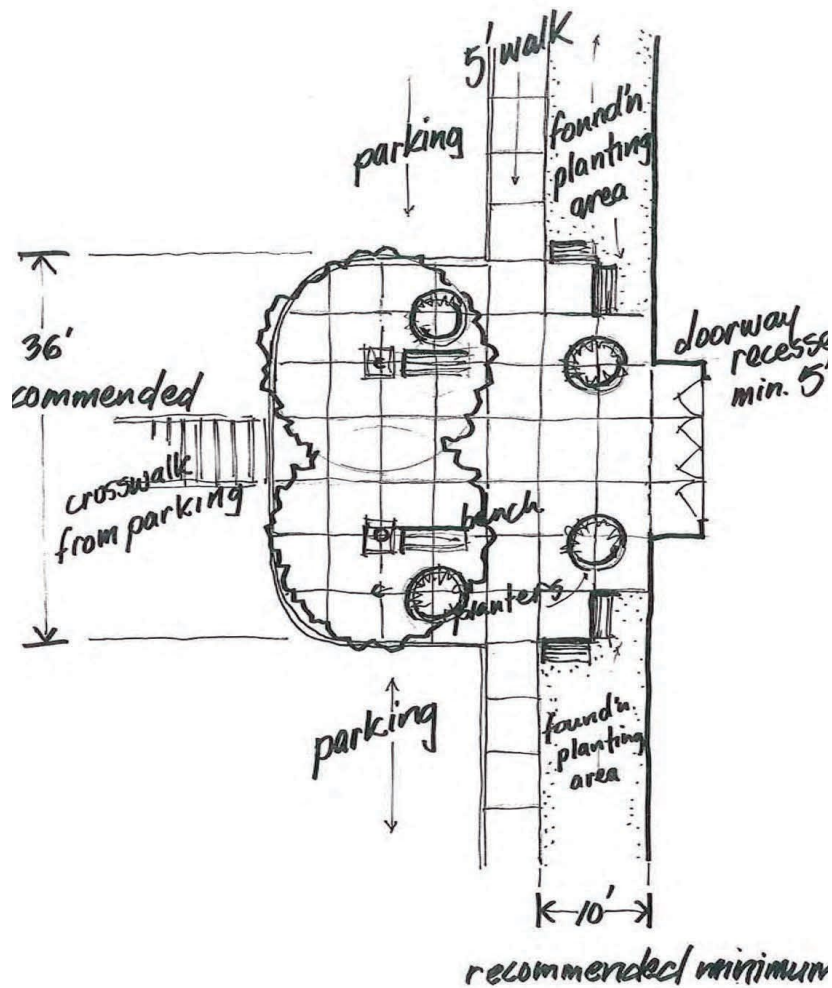 5' walk
parking
found'n
planting
area
36'
commended
doorway
recesse
min. 5'
crosswalk
from parking
bench
planters
parking
found'n
planting
area
10'
recommended minimum